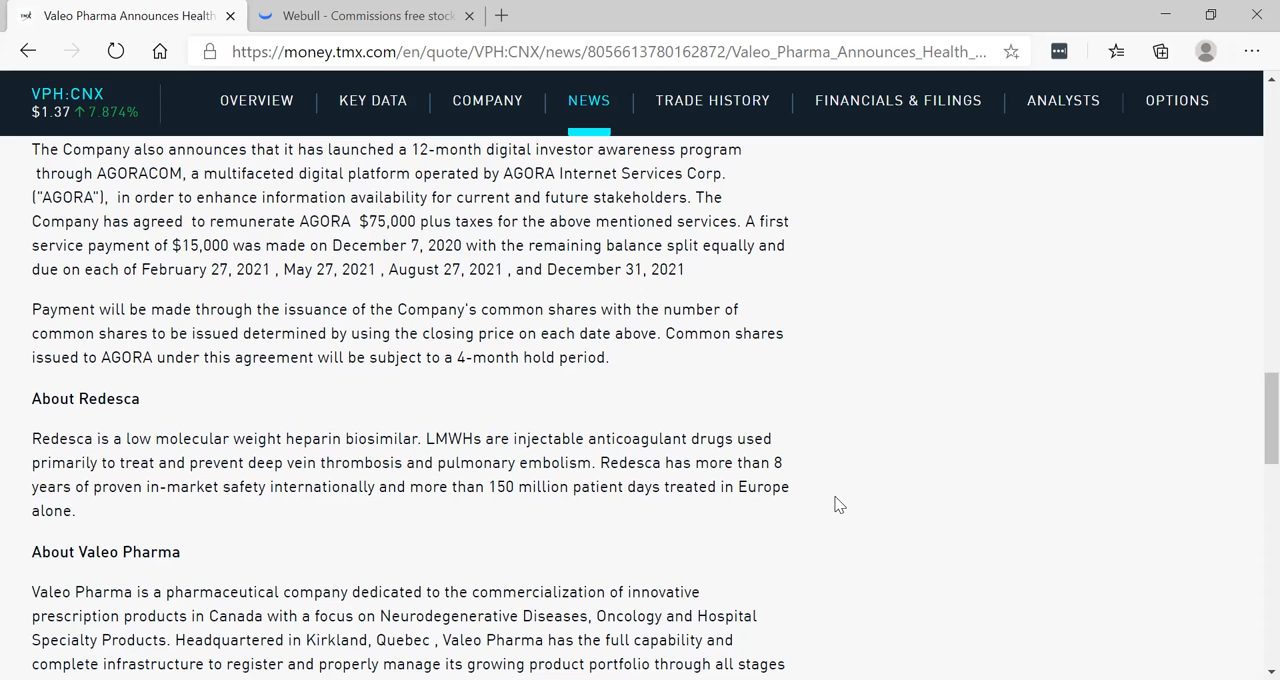 Valeo Pharma Announces Health
Webull - Commissions free stock
https://money.tmx.com/en/quote/VPH:CNX/news/8056613780162872/Valeo_Pharma_Announces_Health_...
VPH:CNX
$1.37 ↑ 7.874%
OVERVIEW | KEY DATA | COMPANY | NEWS | TRADE HISTORY | FINANCIALS & FILINGS | ANALYSTS | OPTIONS
The Company also announces that it has launched a 12-month digital investor awareness program
through AGORACOM, a multifaceted digital platform operated by AGORA Internet Services Corp.
("AGORA"), in order to enhance information availability for current and future stakeholders. The
Company has agreed to remunerate AGORA $75,000 plus taxes for the above mentioned services. A first
service payment of $15,000 was made on December 7, 2020 with the remaining balance split equally and
due on each of February 27, 2021 , May 27, 2021 , August 27, 2021 , and December 31, 2021
Payment will be made through the issuance of the Company's common shares with the number of
common shares to be issued determined by using the closing price on each date above. Common shares
issued to AGORA under this agreement will be subject to a 4-month hold period.
About Redesca
Redesca is a low molecular weight heparin biosimilar. LMWHs are injectable anticoagulant drugs used
primarily to treat and prevent deep vein thrombosis and pulmonary embolism. Redesca has more than 8
years of proven in-market safety internationally and more than 150 million patient days treated in Europe
alone.
About Valeo Pharma
Valeo Pharma is a pharmaceutical company dedicated to the commercialization of innovative
prescription products in Canada with a focus on Neurodegenerative Diseases, Oncology and Hospital
Specialty Products. Headquartered in Kirkland, Quebec , Valeo Pharma has the full capability and
complete infrastructure to register and properly manage its growing product portfolio through all stages